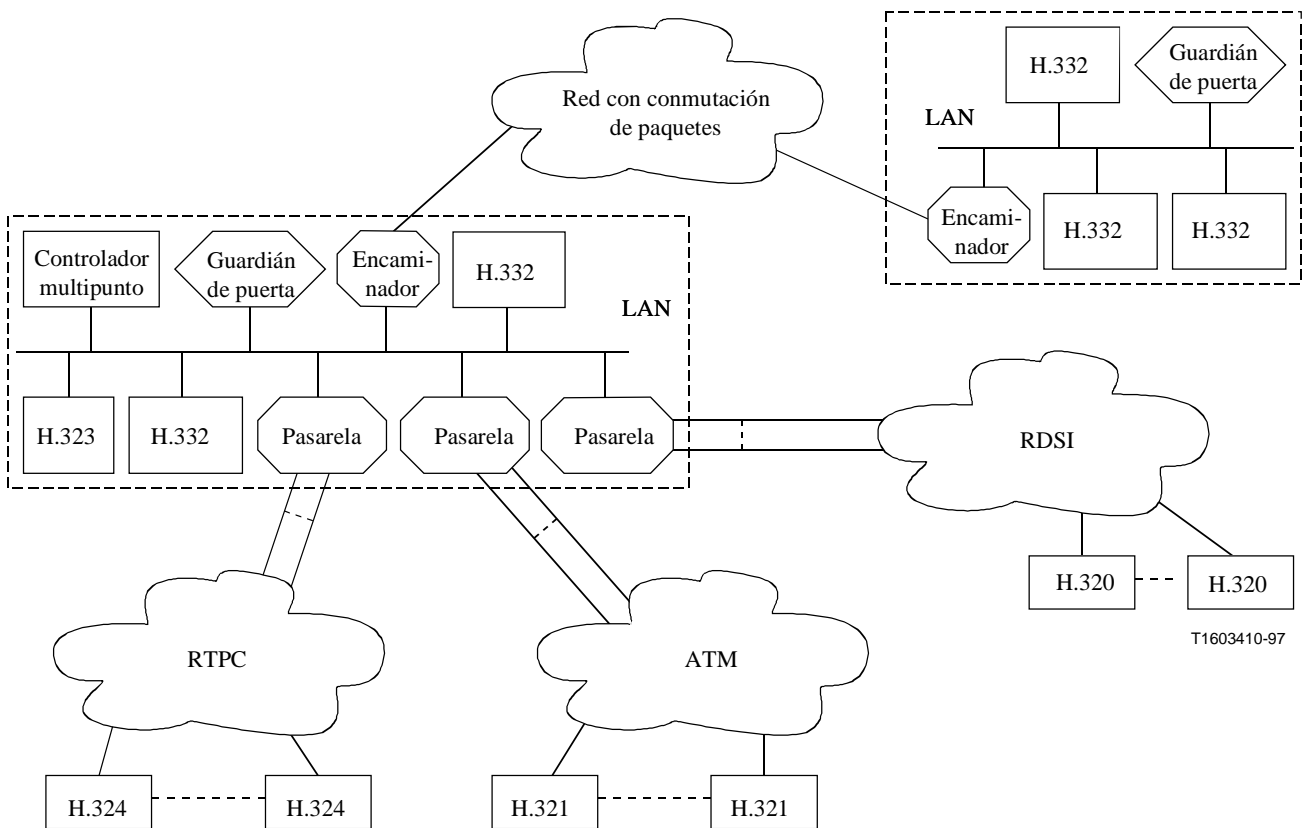 H.332
Guardián
de puerta
Red con conmutación
de paquetes
LAN
Encami-
nador
H.332
H.332
Controlador
multipunto
Guardián
de puerta
Encami-
nador
H.332
LAN
H.323
H.332
Pasarela
Pasarela
Pasarela
RDSI
H.320
H.320
T1603410-97
RTPC
ATM
H.324
H.324
H.321
H.321